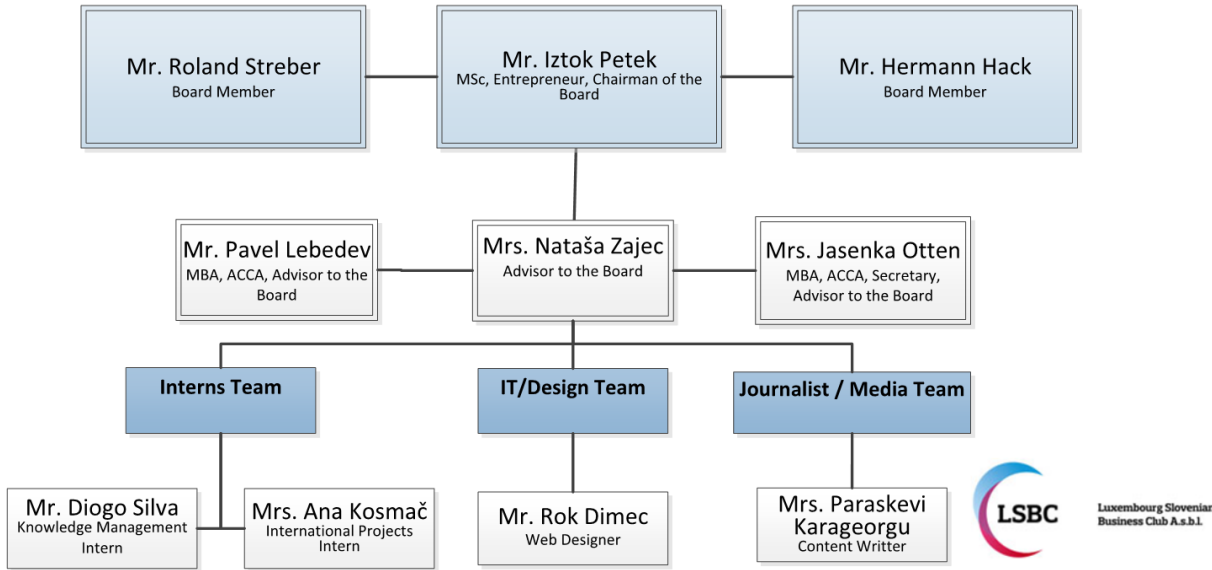 Mr. Roland Streber
Board Member
Mr. Iztok Petek
MSc, Entrepreneur, Chairman of the
Board
Mr. Hermann Hack
Board Member
Mr. Pavel Lebedev
MBA, ACCA, Advisor to the
Board
Mrs. Nataša Zajec
Advisor to the Board
Mrs. Jasenka Otten
MBA, ACCA, Secretary,
Advisor to the Board
Interns Team
IT/Design Team
Journalist / Media Team
Mr. Diogo Silva
Knowledge Management
Intern
Mrs. Ana Kosmač
International Projects
Intern
Mr. Rok Dimec
Web Designer
Mrs. Paraskevi
Karageorgu
Content Writter
LSBC
Luxembourg Slovenian
Business Club A.s.b.l.